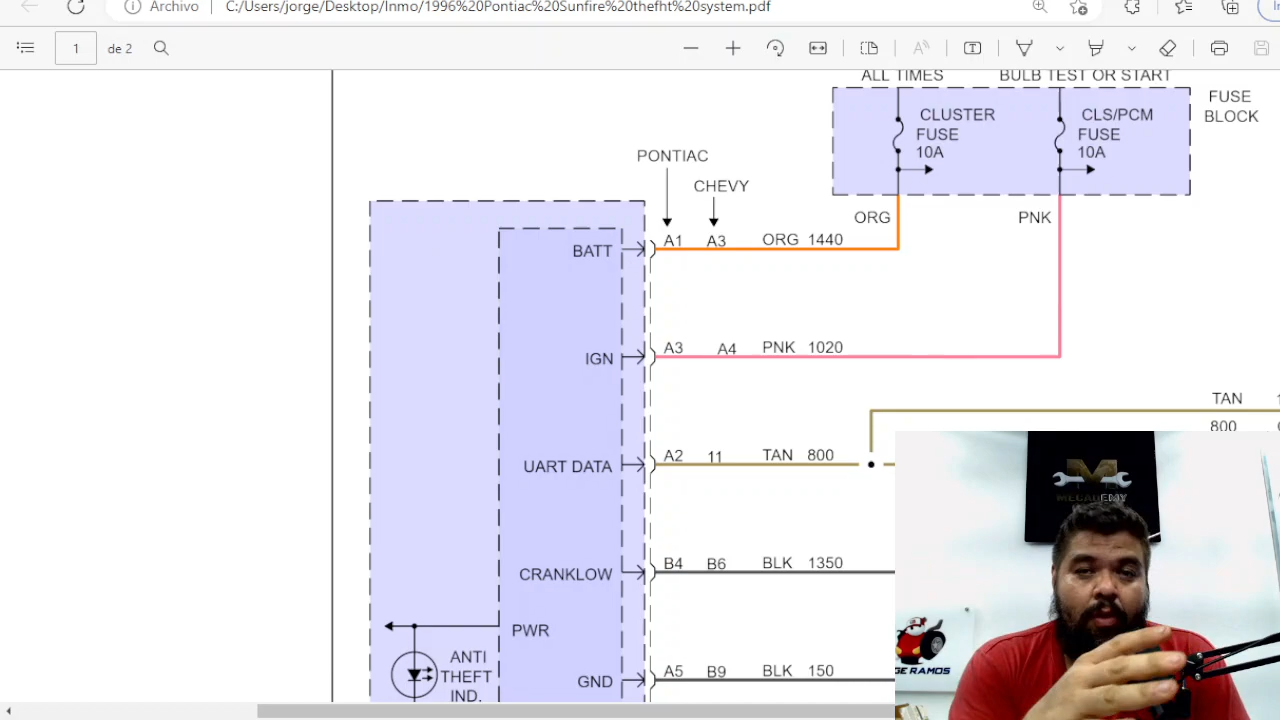 Archivo C:/Users/jorge/Desktop/Inmo/1996%20Pontiac%20Sunfire%20thefht%20system.pdf
1 de 2
ALL TIMES BULB TEST OR START
FUSE
BLOCK
CLUSTER
FUSE
10A
CLS/PCM
FUSE
10A
PONTIAC
CHEVY
ORG PNK
BATT A1 A3 ORG 1440
IGN A3 A4 PNK 1020
TAN
800
UART DATA A2 11 TAN 800
CRANKLOW B4 B6 BLK 1350
PWR
ANTI
THEFT
IND.
GND A5 B9 BLK 150
MECADEMY
GE RAMOS